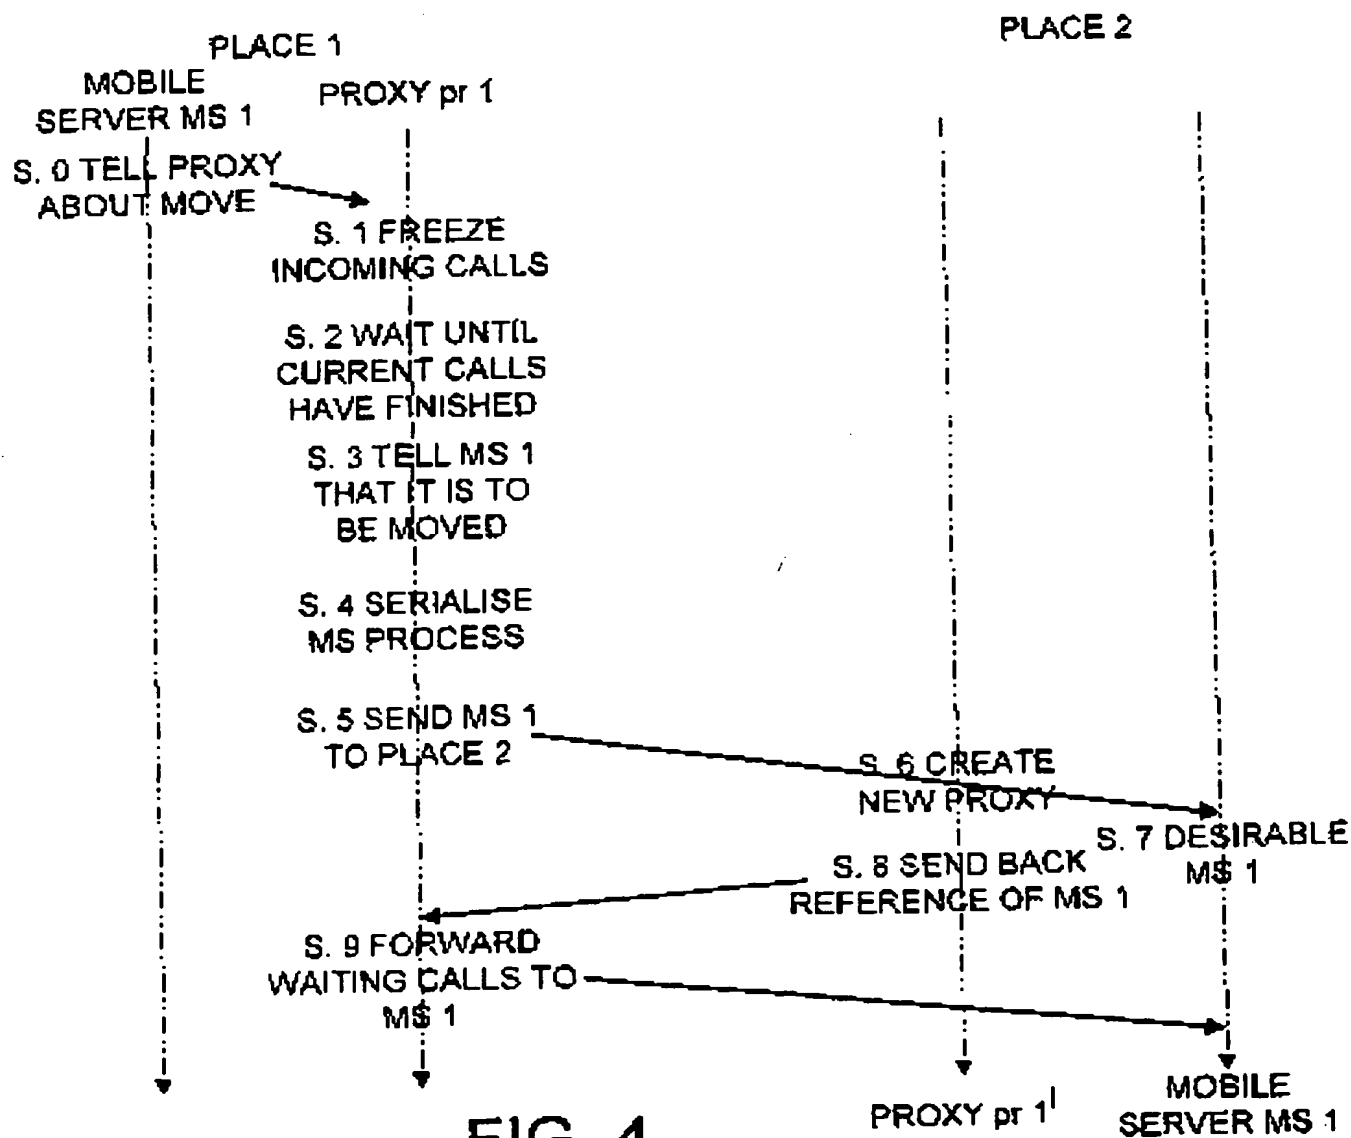 PLACE 1
PLACE 2
MOBILE
SERVER MS 1
PROXY pr 1
S. 0 TELL PROXY
ABOUT MOVE
S. 1 FREEZE
INCOMING CALLS
S. 2 WAIT UNTIL
CURRENT CALLS
HAVE FINISHED
S. 3 TELL MS 1
THAT IT IS TO
BE MOVED
S. 4 SERIALISE
MS PROCESS
S. 5 SEND MS 1
TO PLACE 2
S. 6 CREATE
NEW PROXY
S. 7 DESIRABLE
MS 1
S. 8 SEND BACK
REFERENCE OF MS 1
S. 9 FORWARD
WAITING CALLS TO
MS 1
PROXY pr 1'
MOBILE
SERVER MS 1
FIG. 4